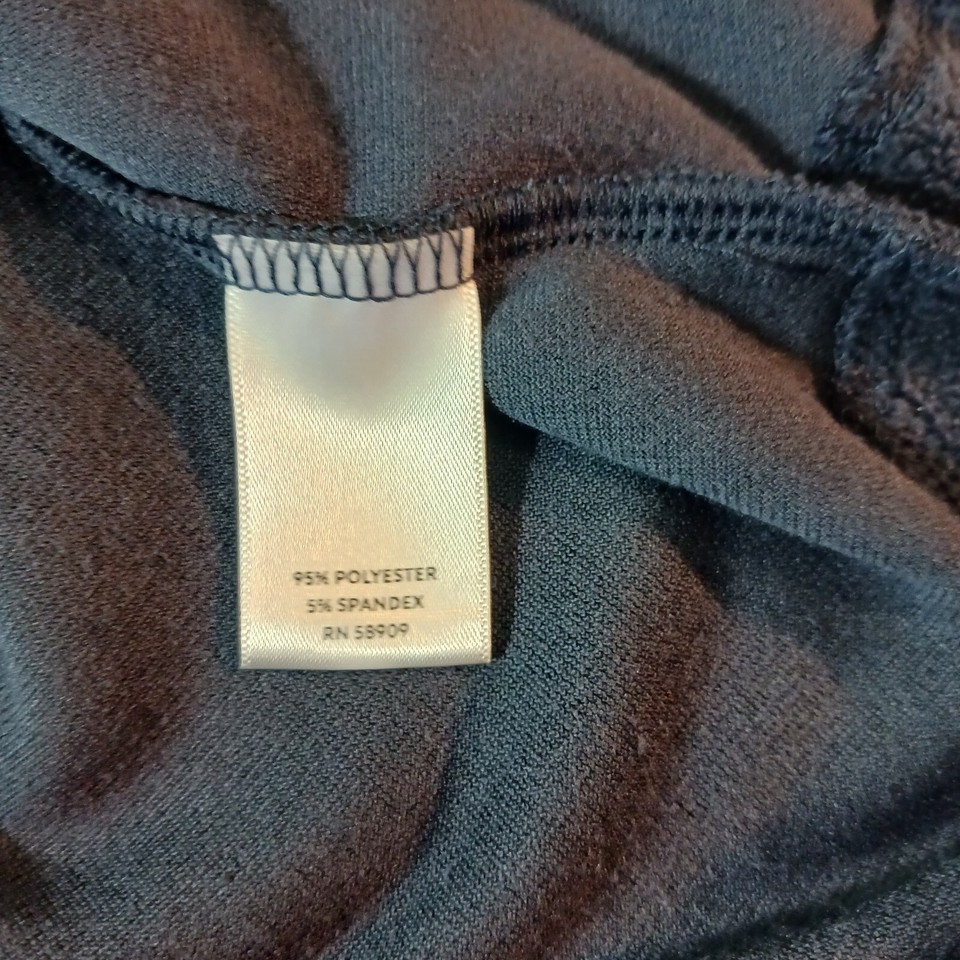 95% POLYESTER
5% SPANDEX
RN 58909